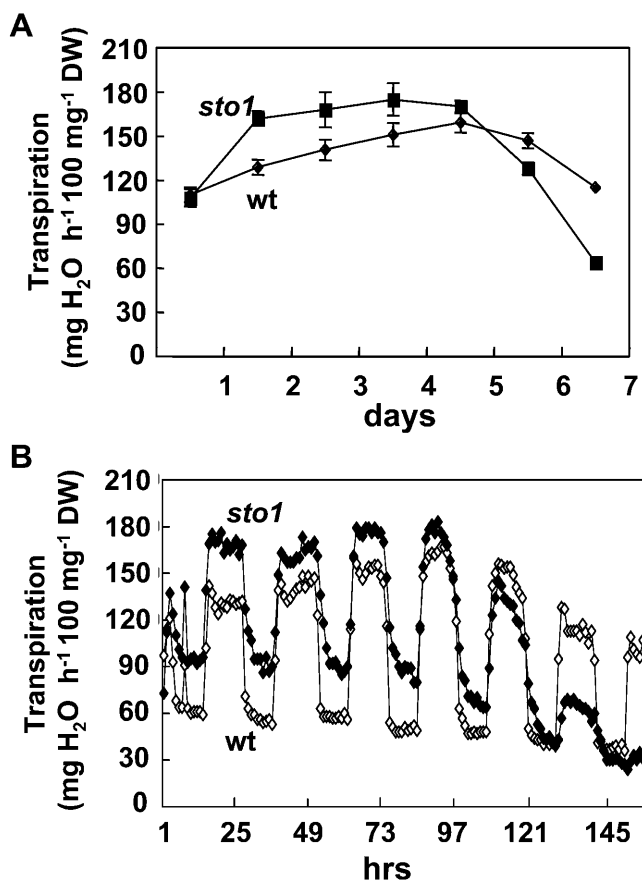 A
Transpiration
(mg H₂O h⁻¹ 100 mg⁻¹ DW)
210
180
150
120
90
60
30
0
sto1
wt
1 2 3 4 5 6 7
days
B
Transpiration
(mg H₂O h⁻¹ 100 mg⁻¹ DW)
210
180
150
120
90
60
30
0
sto1
wt
1 25 49 73 97 121 145
hrs